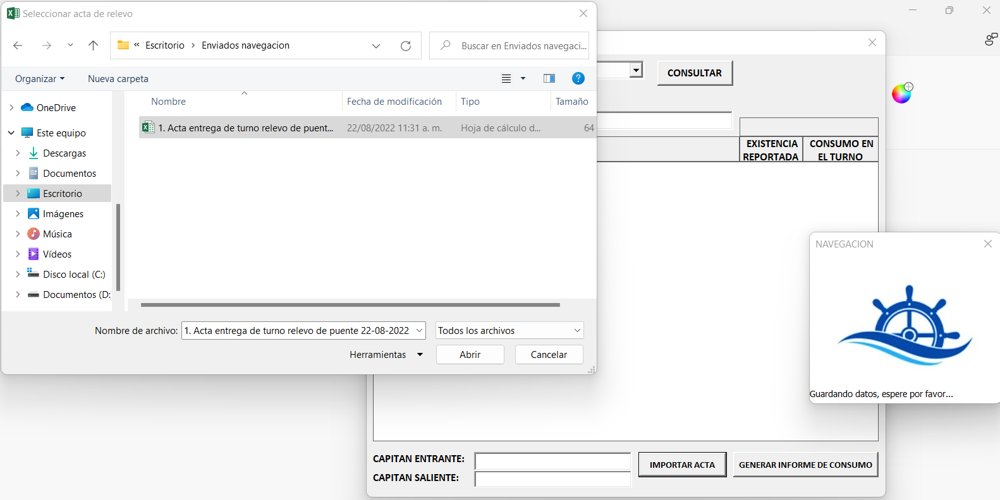 Seleccionar acta de relevo
« Escritorio > Enviados navegacion
Buscar en Enviados navegaci...
Organizar
Nueva carpeta
Nombre
Fecha de modificación
Tipo
Tamaño
1. Acta entrega de turno relevo de puent...
22/08/2022 11:31 a. m.
Hoja de cálculo d...
64
OneDrive
Este equipo
Descargas
Documentos
Escritorio
Imágenes
Música
Vídeos
Disco local (C:)
Documentos (D:
Nombre de archivo:
1. Acta entrega de turno relevo de puente 22-08-2022
Todos los archivos
Herramientas
Abrir
Cancelar
CONSULTAR
EXISTENCIA
REPORTADA
CONSUMO EN
EL TURNO
NAVEGACION
Guardando datos, espere por favor...
CAPITAN ENTRANTE:
CAPITAN SALIENTE:
IMPORTAR ACTA
GENERAR INFORME DE CONSUMO